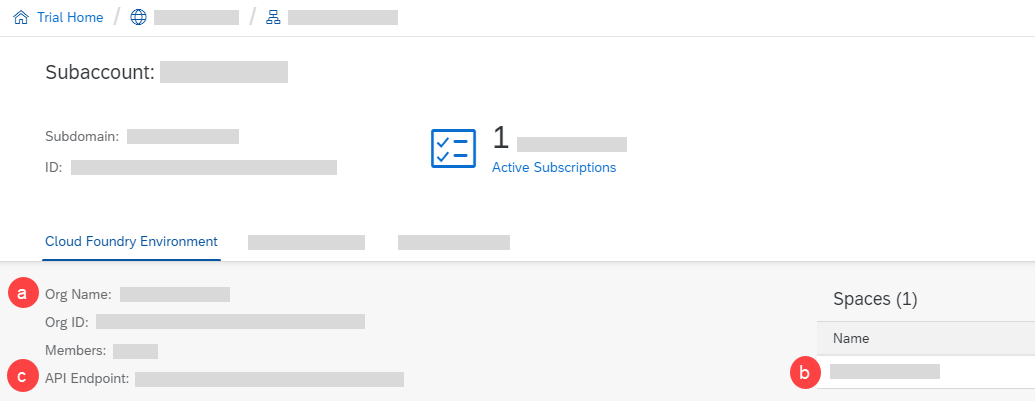 Trial Home / /
Subaccount:
Subdomain:
ID:
1
Active Subscriptions
Cloud Foundry Environment
a Org Name:
Org ID:
Members:
c API Endpoint:
Spaces (1)
Name
b